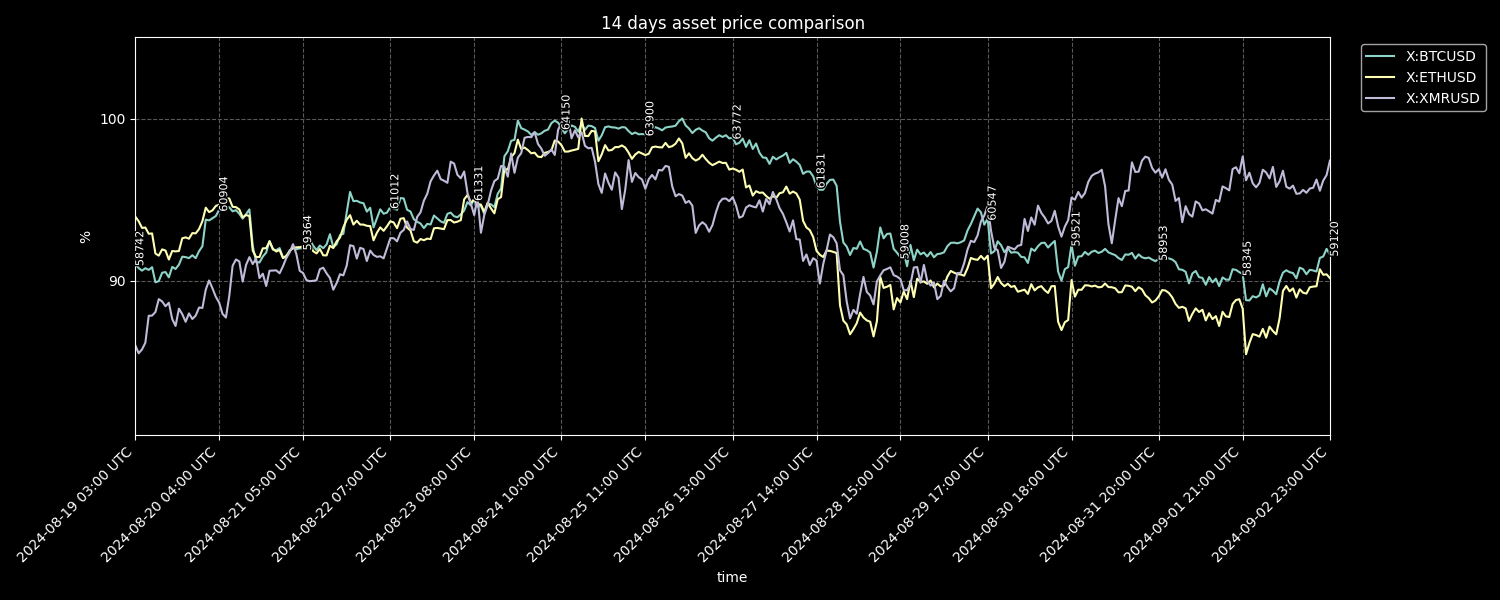 14 days asset price comparison
X:BTCUSD
X:ETHUSD
X:XMRUSD
100
90
%
58742
60904
59364
61012
61331
64150
63900
63772
61831
59008
60547
59521
58953
58345
59120
2024-08-19 03:00 UTC
2024-08-20 04:00 UTC
2024-08-21 05:00 UTC
2024-08-22 07:00 UTC
2024-08-23 08:00 UTC
2024-08-24 10:00 UTC
2024-08-25 11:00 UTC
2024-08-26 13:00 UTC
2024-08-27 14:00 UTC
2024-08-28 15:00 UTC
2024-08-29 17:00 UTC
2024-08-30 18:00 UTC
2024-08-31 20:00 UTC
2024-09-01 21:00 UTC
2024-09-02 23:00 UTC
time